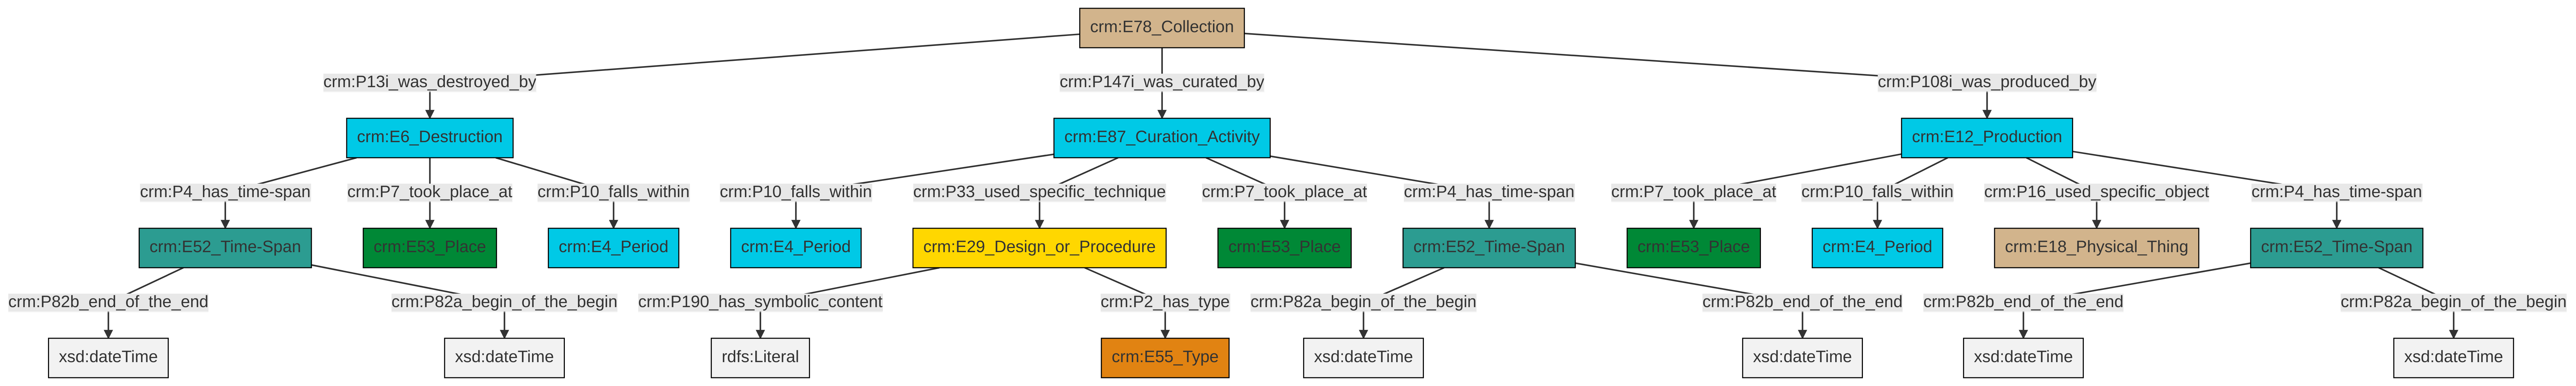 crm:E78_Collection
crm:P13i_was_destroyed_by
crm:P147i_was_curated_by
crm:P108i_was_produced_by
crm:E6_Destruction
crm:E87_Curation_Activity
crm:E12_Production
crm:P4_has_time-span
crm:P7_took_place_at
crm:P10_falls_within
crm:P10_falls_within
crm:P33_used_specific_technique
crm:P7_took_place_at
crm:P4_has_time-span
crm:P7_took_place_at
crm:P10_falls_within
crm:P16_used_specific_object
crm:P4_has_time-span
crm:E52_Time-Span
crm:E53_Place
crm:E4_Period
crm:E4_Period
crm:E29_Design_or_Procedure
crm:E53_Place
crm:E52_Time-Span
crm:E53_Place
crm:E4_Period
crm:E18_Physical_Thing
crm:E52_Time-Span
crm:P82b_end_of_the_end
crm:P82a_begin_of_the_begin
crm:P190_has_symbolic_content
crm:P2_has_type
crm:P82a_begin_of_the_begin
crm:P82b_end_of_the_end
crm:P82b_end_of_the_end
crm:P82a_begin_of_the_begin
xsd:dateTime
xsd:dateTime
rdfs:Literal
crm:E55_Type
xsd:dateTime
xsd:dateTime
xsd:dateTime
xsd:dateTime